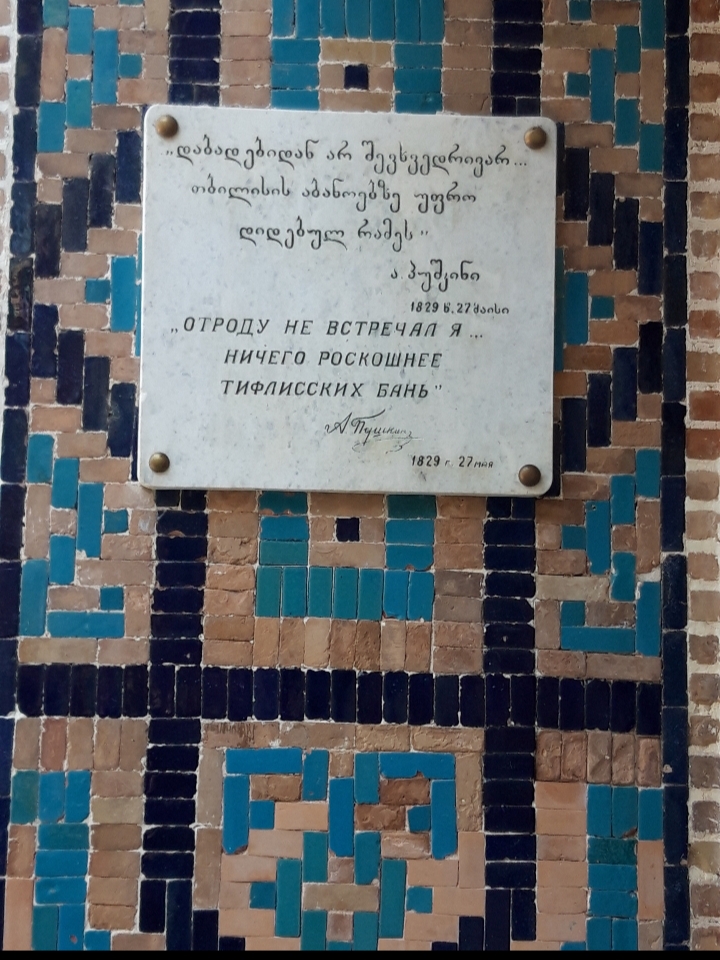 „დაბადებიდან არ შევხვედრივარ...
თბილისის აბანოებზე უფრო
დიდებულ რამეს"
ა. პუშკინი
1829 წ. 27 მაისი
„ОТРОДУ НЕ ВСТРЕЧАЛ Я...
НИЧЕГО РОСКОШНЕЕ
ТИФЛИССКИХ БАНЬ"
А Пушкинъ
1829 г. 27 мая